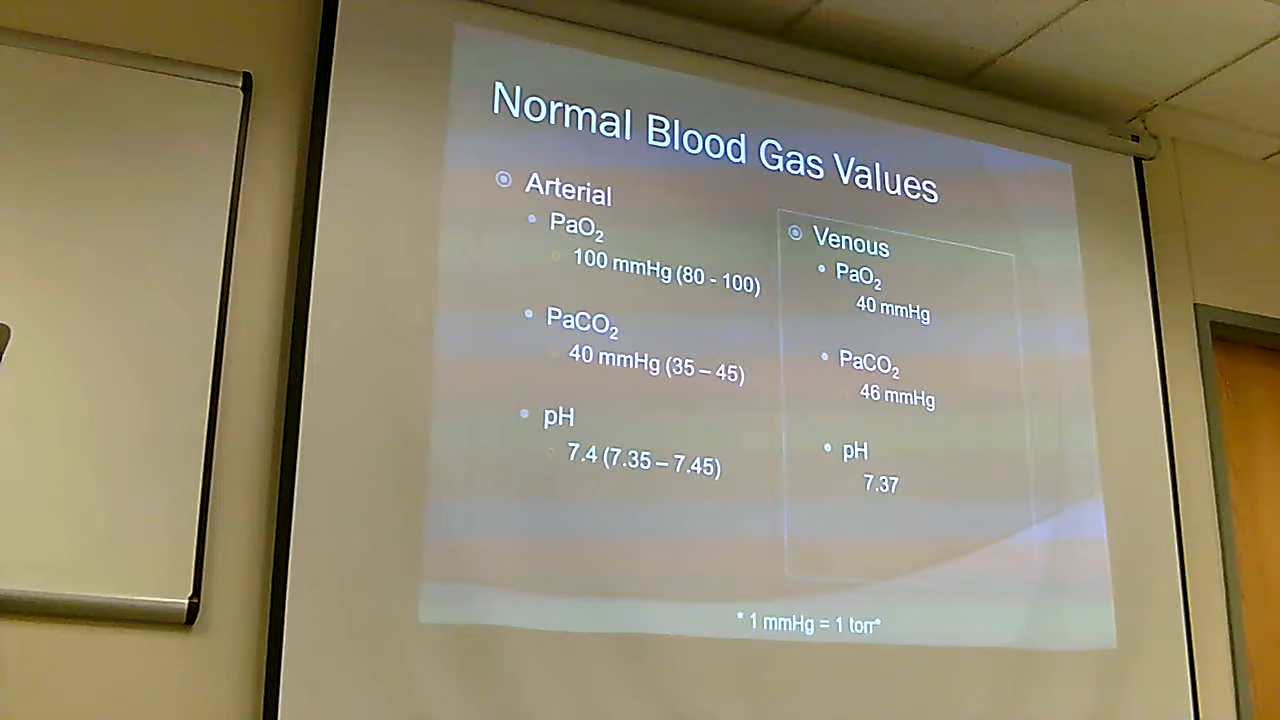 Normal Blood Gas Values
Arterial
PaO₂
100 mmHg (80 - 100)
PaCO₂
40 mmHg (35 – 45)
pH
7.4 (7.35 – 7.45)
Venous
PaO₂
40 mmHg
PaCO₂
46 mmHg
pH
7.37
* 1 mmHg = 1 torr*